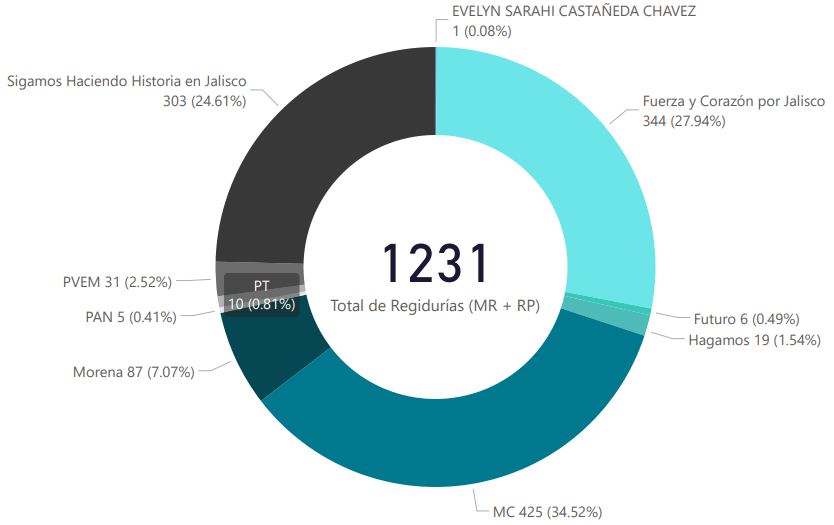 EVELYN SARAHI CASTAÑEDA CHAVEZ
1 (0.08%)
Sigamos Haciendo Historia en Jalisco
303 (24.61%)
Fuerza y Corazón por Jalisco
344 (27.94%)
1231
Total de Regidurías (MR + RP)
PVEM 31 (2.52%)
PT
10 (0.81%)
PAN 5 (0.41%)
Futuro 6 (0.49%)
Hagamos 19 (1.54%)
Morena 87 (7.07%)
MC 425 (34.52%)